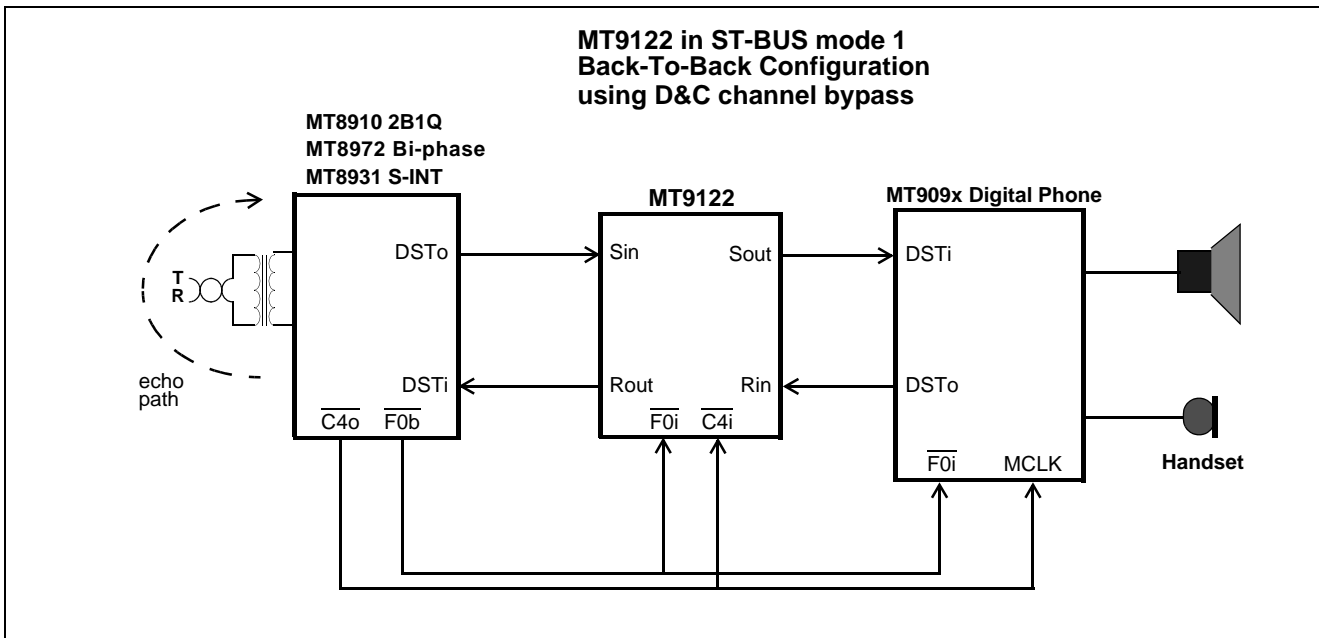 MT9122 in ST-BUS mode 1
Back-To-Back Configuration
using D&C channel bypass
MT8910 2B1Q
MT8972 Bi-phase
MT8931 S-INT
MT9122
MT909x Digital Phone
DSTo
Sin
Sout
DSTi
T
R
echo
path
DSTi
Rout
Rin
DSTo
C4o
F0b
F0i
C4i
F0i
MCLK
Handset